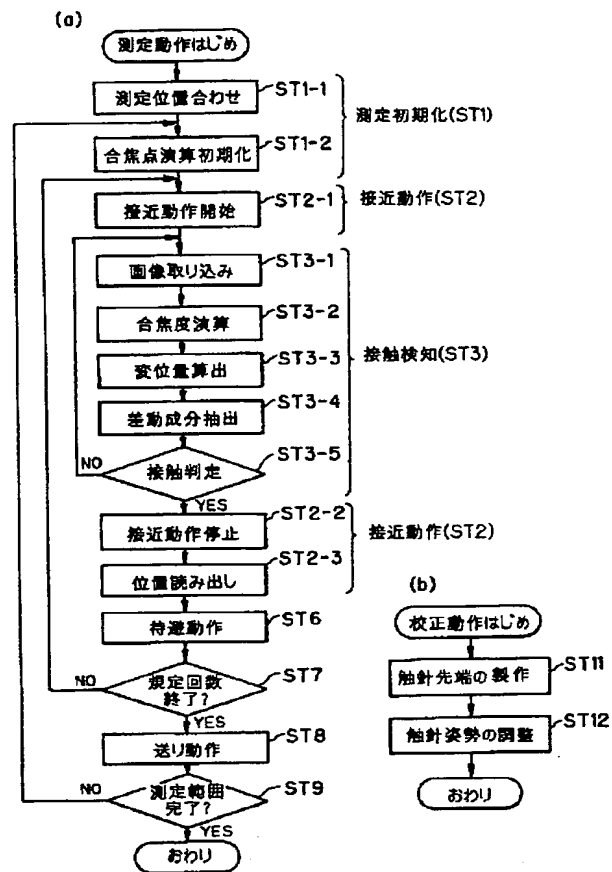 (a)
測定動作はじめ
測定位置合わせ
ST1-1
測定初期化(ST1)
合焦点演算初期化
ST1-2
接近動作開始
ST2-1
接近動作(ST2)
画像取り込み
ST3-1
合焦度演算
ST3-2
変位量算出
ST3-3
接触検知(ST3)
差動成分抽出
ST3-4
NO
接触判定
ST3-5
YES
接近動作停止
ST2-2
接近動作(ST2)
位置読み出し
ST2-3
待避動作
ST6
NO
規定回数
終了?
ST7
YES
送り動作
ST8
NO
測定範囲
完了?
ST9
YES
おわり
(b)
校正動作はじめ
触針先端の製作
ST11
触針姿勢の調整
ST12
おわり